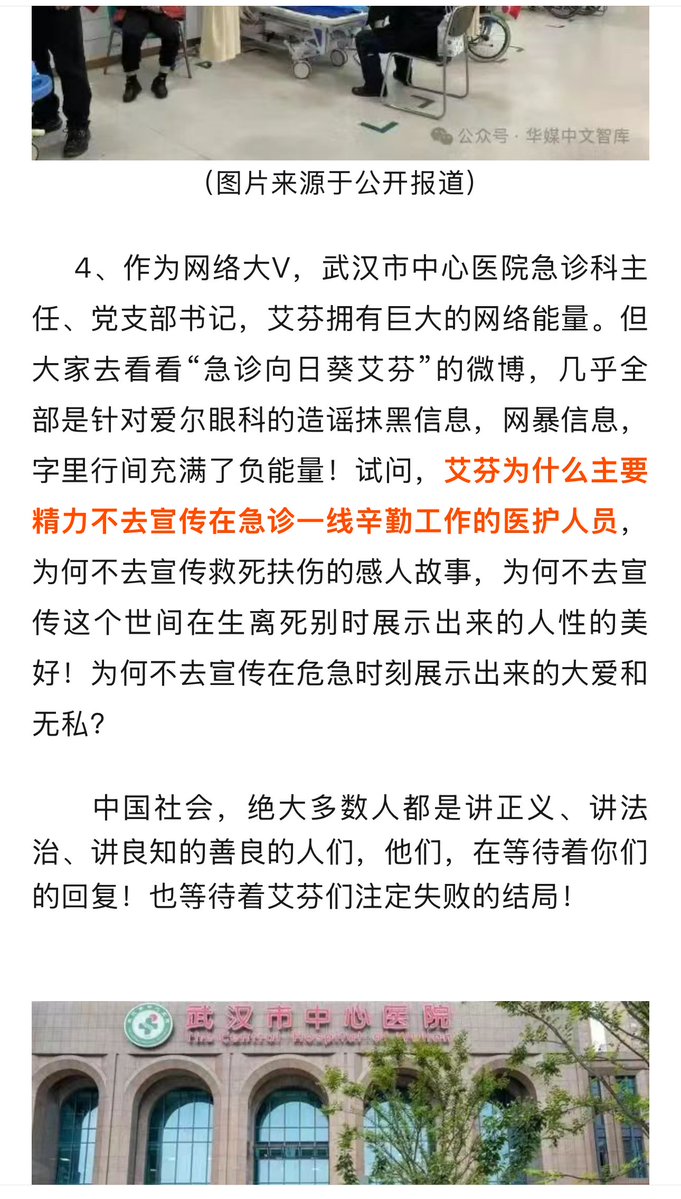 公众号·华媒中文智库
(图片来源于公开报道)
4、作为网络大V，武汉市中心医院急诊科主
任、党支部书记，艾芬拥有巨大的网络能量。但
大家去看看“急诊向日葵艾芬”的微博，几乎全
部是针对爱尔眼科的造谣抹黑信息，网暴信息，
字里行间充满了负能量！试问，艾芬为什么主要
精力不去宣传在急诊一线辛勤工作的医护人员，
为何不去宣传救死扶伤的感人故事，为何不去宣
传这个世间在生离死别时展示出来的人性的美
好！为何不去宣传在危急时刻展示出来的大爱和
无私？
中国社会，绝大多数人都是讲正义、讲法
治、讲良知的善良的人们，他们，在等待着你们
的回复！也等待着艾芬们注定失败的结局！
武汉市中心医院
The Central Hospital of Wuhan